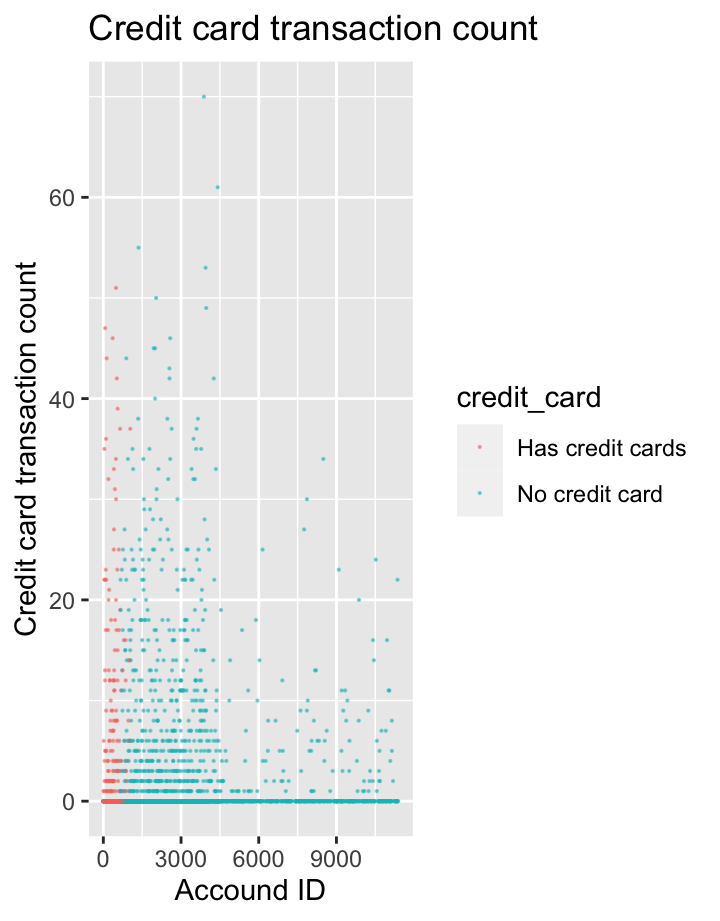 Credit card transaction count
Credit card transaction count
60
40
20
0
0 3000 6000 9000
Accound ID
credit_card
Has credit cards
No credit card